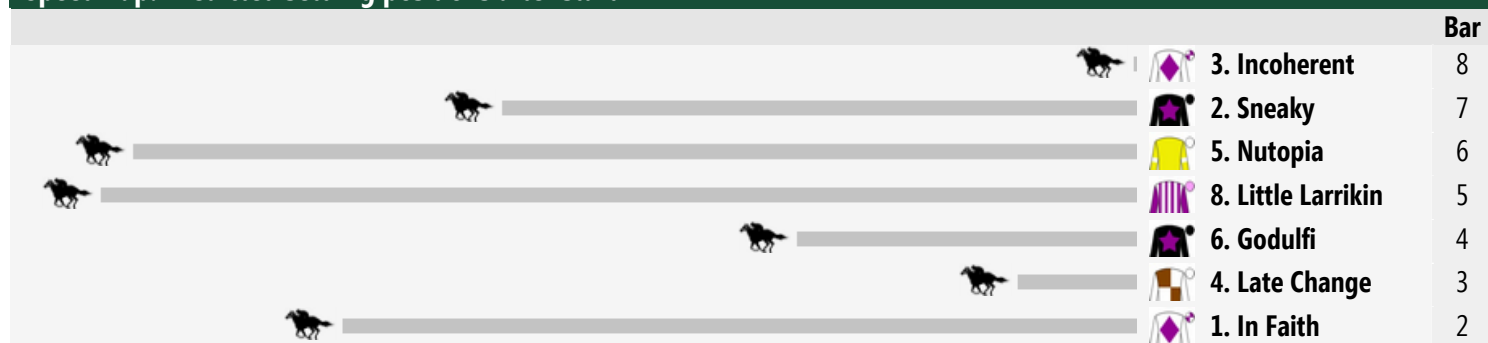 Bar
3. Incoherent 8
2. Sneaky 7
5. Nutopia 6
8. Little Larrikin 5
6. Godulfi 4
4. Late Change 3
1. In Faith 2